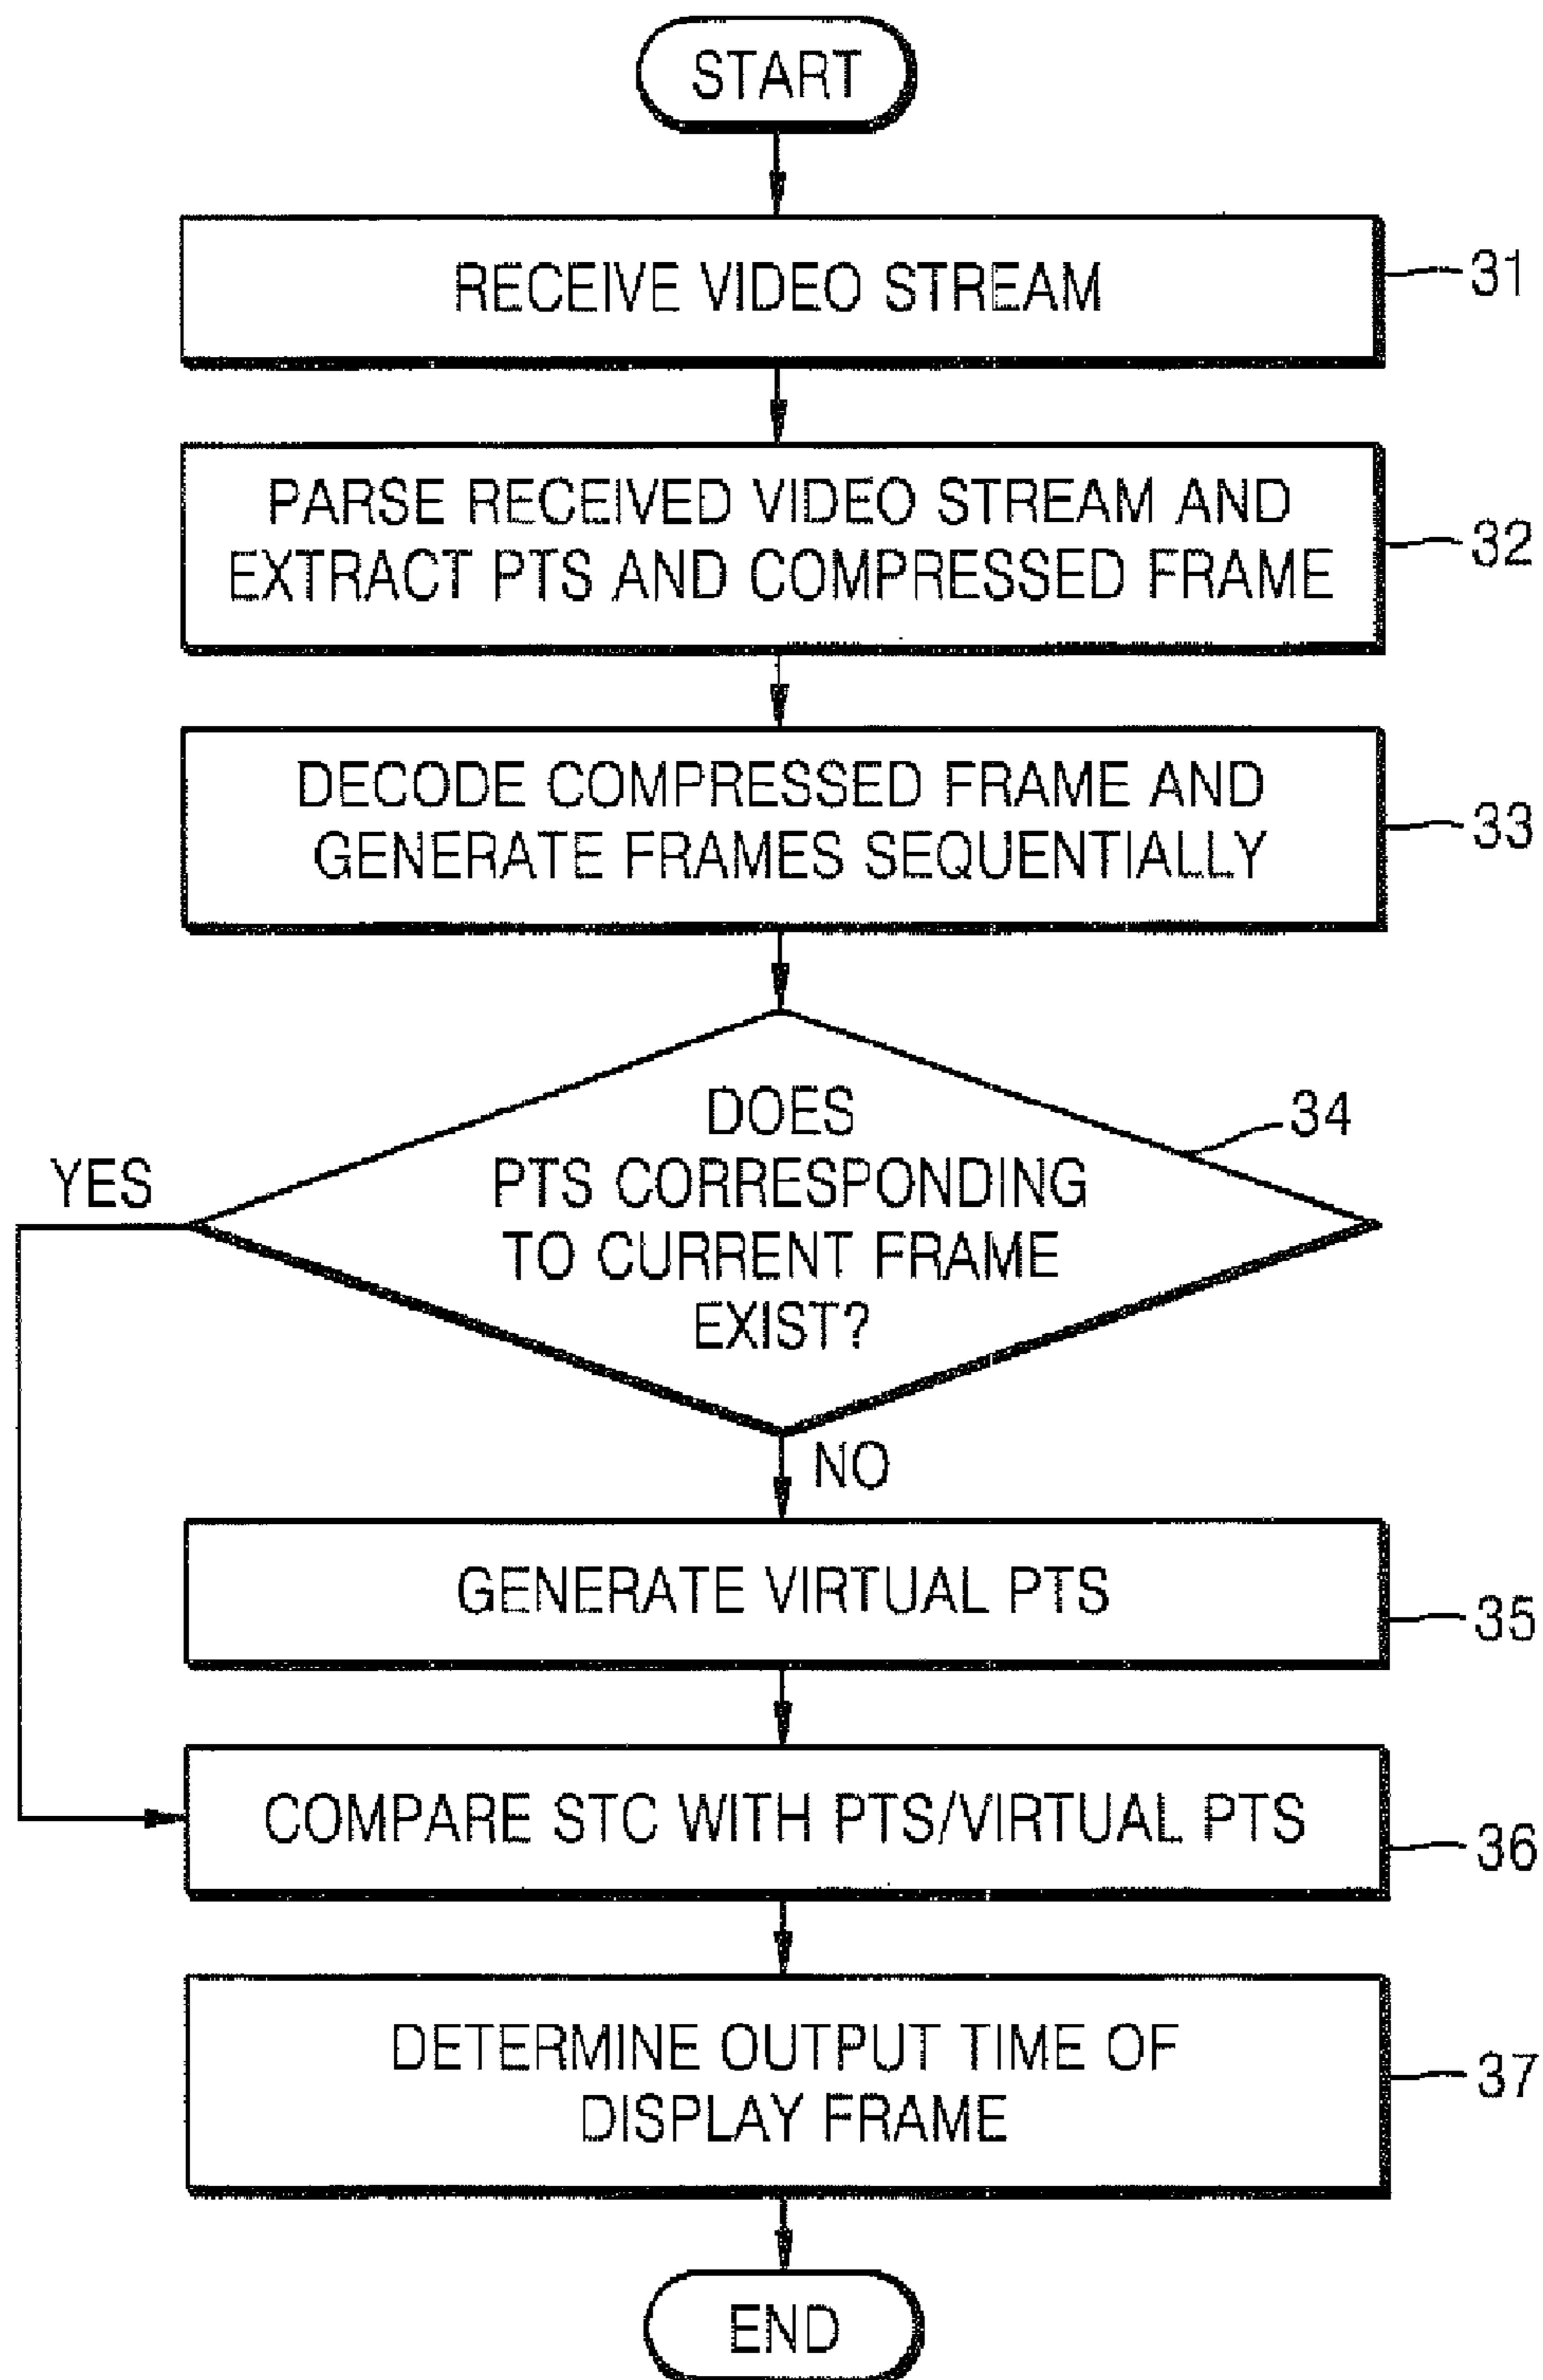 START
RECEIVE VIDEO STREAM
31
PARSE RECEIVED VIDEO STREAM AND
EXTRACT PTS AND COMPRESSED FRAME
32
DECODE COMPRESSED FRAME AND
GENERATE FRAMES SEQUENTIALLY
33
DOES
PTS CORRESPONDING
TO CURRENT FRAME
EXIST?
34
YES
NO
GENERATE VIRTUAL PTS
35
COMPARE STC WITH PTS/VIRTUAL PTS
36
DETERMINE OUTPUT TIME OF
DISPLAY FRAME
37
END